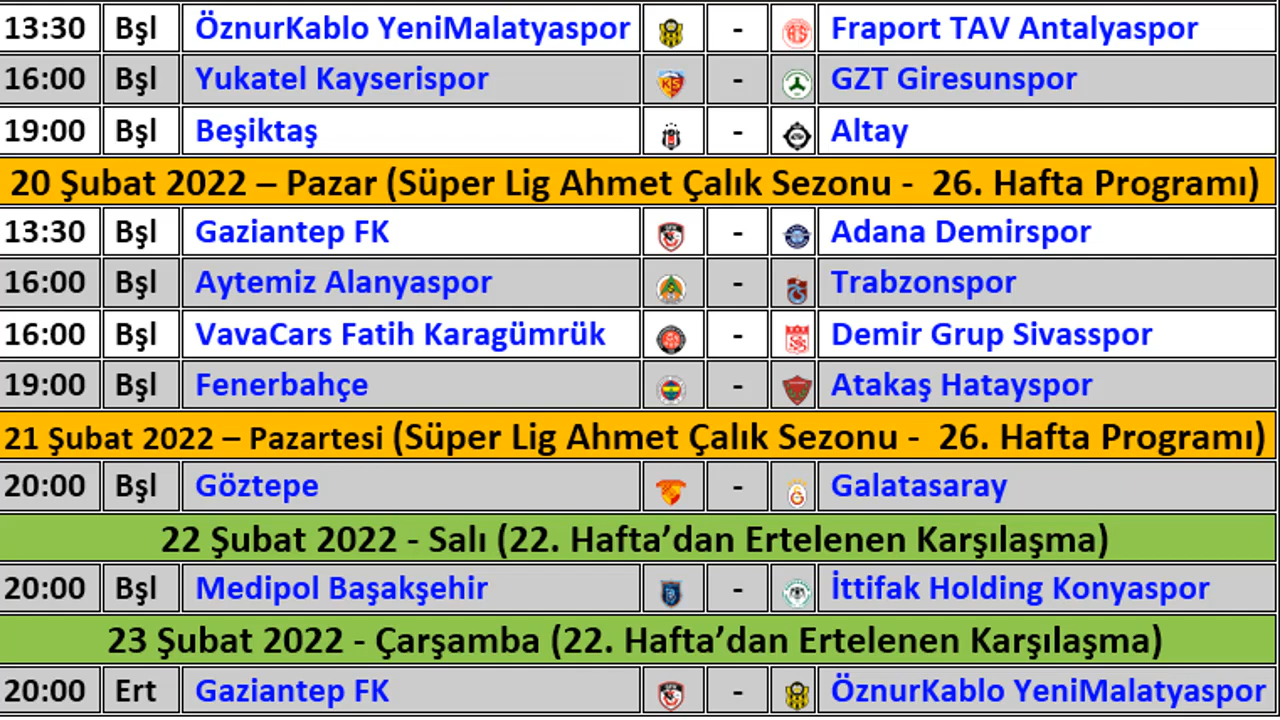 13:30 Bşl ÖznurKablo YeniMalatyaspor - Fraport TAV Antalyaspor
16:00 Bşl Yukatel Kayserispor - GZT Giresunspor
19:00 Bşl Beşiktaş - Altay
20 Şubat 2022 – Pazar (Süper Lig Ahmet Çalık Sezonu - 26. Hafta Programı)
13:30 Bşl Gaziantep FK - Adana Demirspor
16:00 Bşl Aytemiz Alanyaspor - Trabzonspor
16:00 Bşl VavaCars Fatih Karagümrük - Demir Grup Sivasspor
19:00 Bşl Fenerbahçe - Atakaş Hatayspor
21 Şubat 2022 – Pazartesi (Süper Lig Ahmet Çalık Sezonu - 26. Hafta Programı)
20:00 Bşl Göztepe - Galatasaray
22 Şubat 2022 - Salı (22. Hafta’dan Ertelenen Karşılaşma)
20:00 Bşl Medipol Başakşehir - İttifak Holding Konyaspor
23 Şubat 2022 - Çarşamba (22. Hafta’dan Ertelenen Karşılaşma)
20:00 Ert Gaziantep FK - ÖznurKablo YeniMalatyaspor